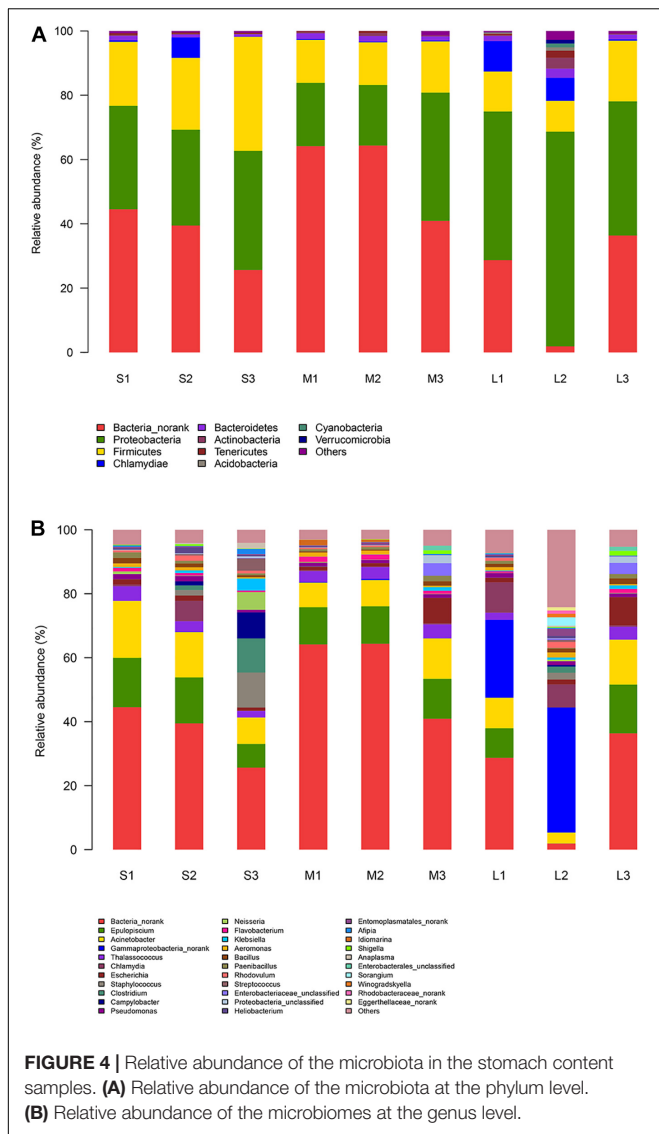 A
Relative abundance (%)
100
80
60
40
20
0
S1 S2 S3 M1 M2 M3 L1 L2 L3
Bacteria_norank Bacteroidetes Cyanobacteria
Proteobacteria Actinobacteria Verrucomicrobia
Firmicutes Tenericutes Others
Chlamydiae Acidobacteria
B
Relative abundance (%)
100
80
60
40
20
0
S1 S2 S3 M1 M2 M3 L1 L2 L3
Bacteria_norank Neisseria Entomoplasmatales_norank
Epulopiscium Flavobacterium Afipia
Acinetobacter Klebsiella Idiomarina
Gammaproteobacteria_norank Aeromonas Shigella
Thalassococcus Bacillus Anaplasma
Chlamydia Paenibacillus Enterobacterales_unclassified
Escherichia Rhodovulum Sorangium
Staphylococcus Streptococcus Winogradskyella
Clostridium Enterobacteriaceae_unclassified Rhodobacteraceae_norank
Campylobacter Proteobacteria_unclassified Eggerthellaceae_norank
Pseudomonas Heliobacterium Others
FIGURE 4 | Relative abundance of the microbiota in the stomach content
samples. (A) Relative abundance of the microbiota at the phylum level.
(B) Relative abundance of the microbiomes at the genus level.